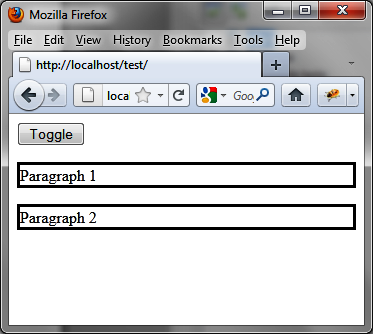 Mozilla Firefox
File Edit View History Bookmarks Tools Help
http://localhost/test/
loca Goo
Toggle
Paragraph 1
Paragraph 2